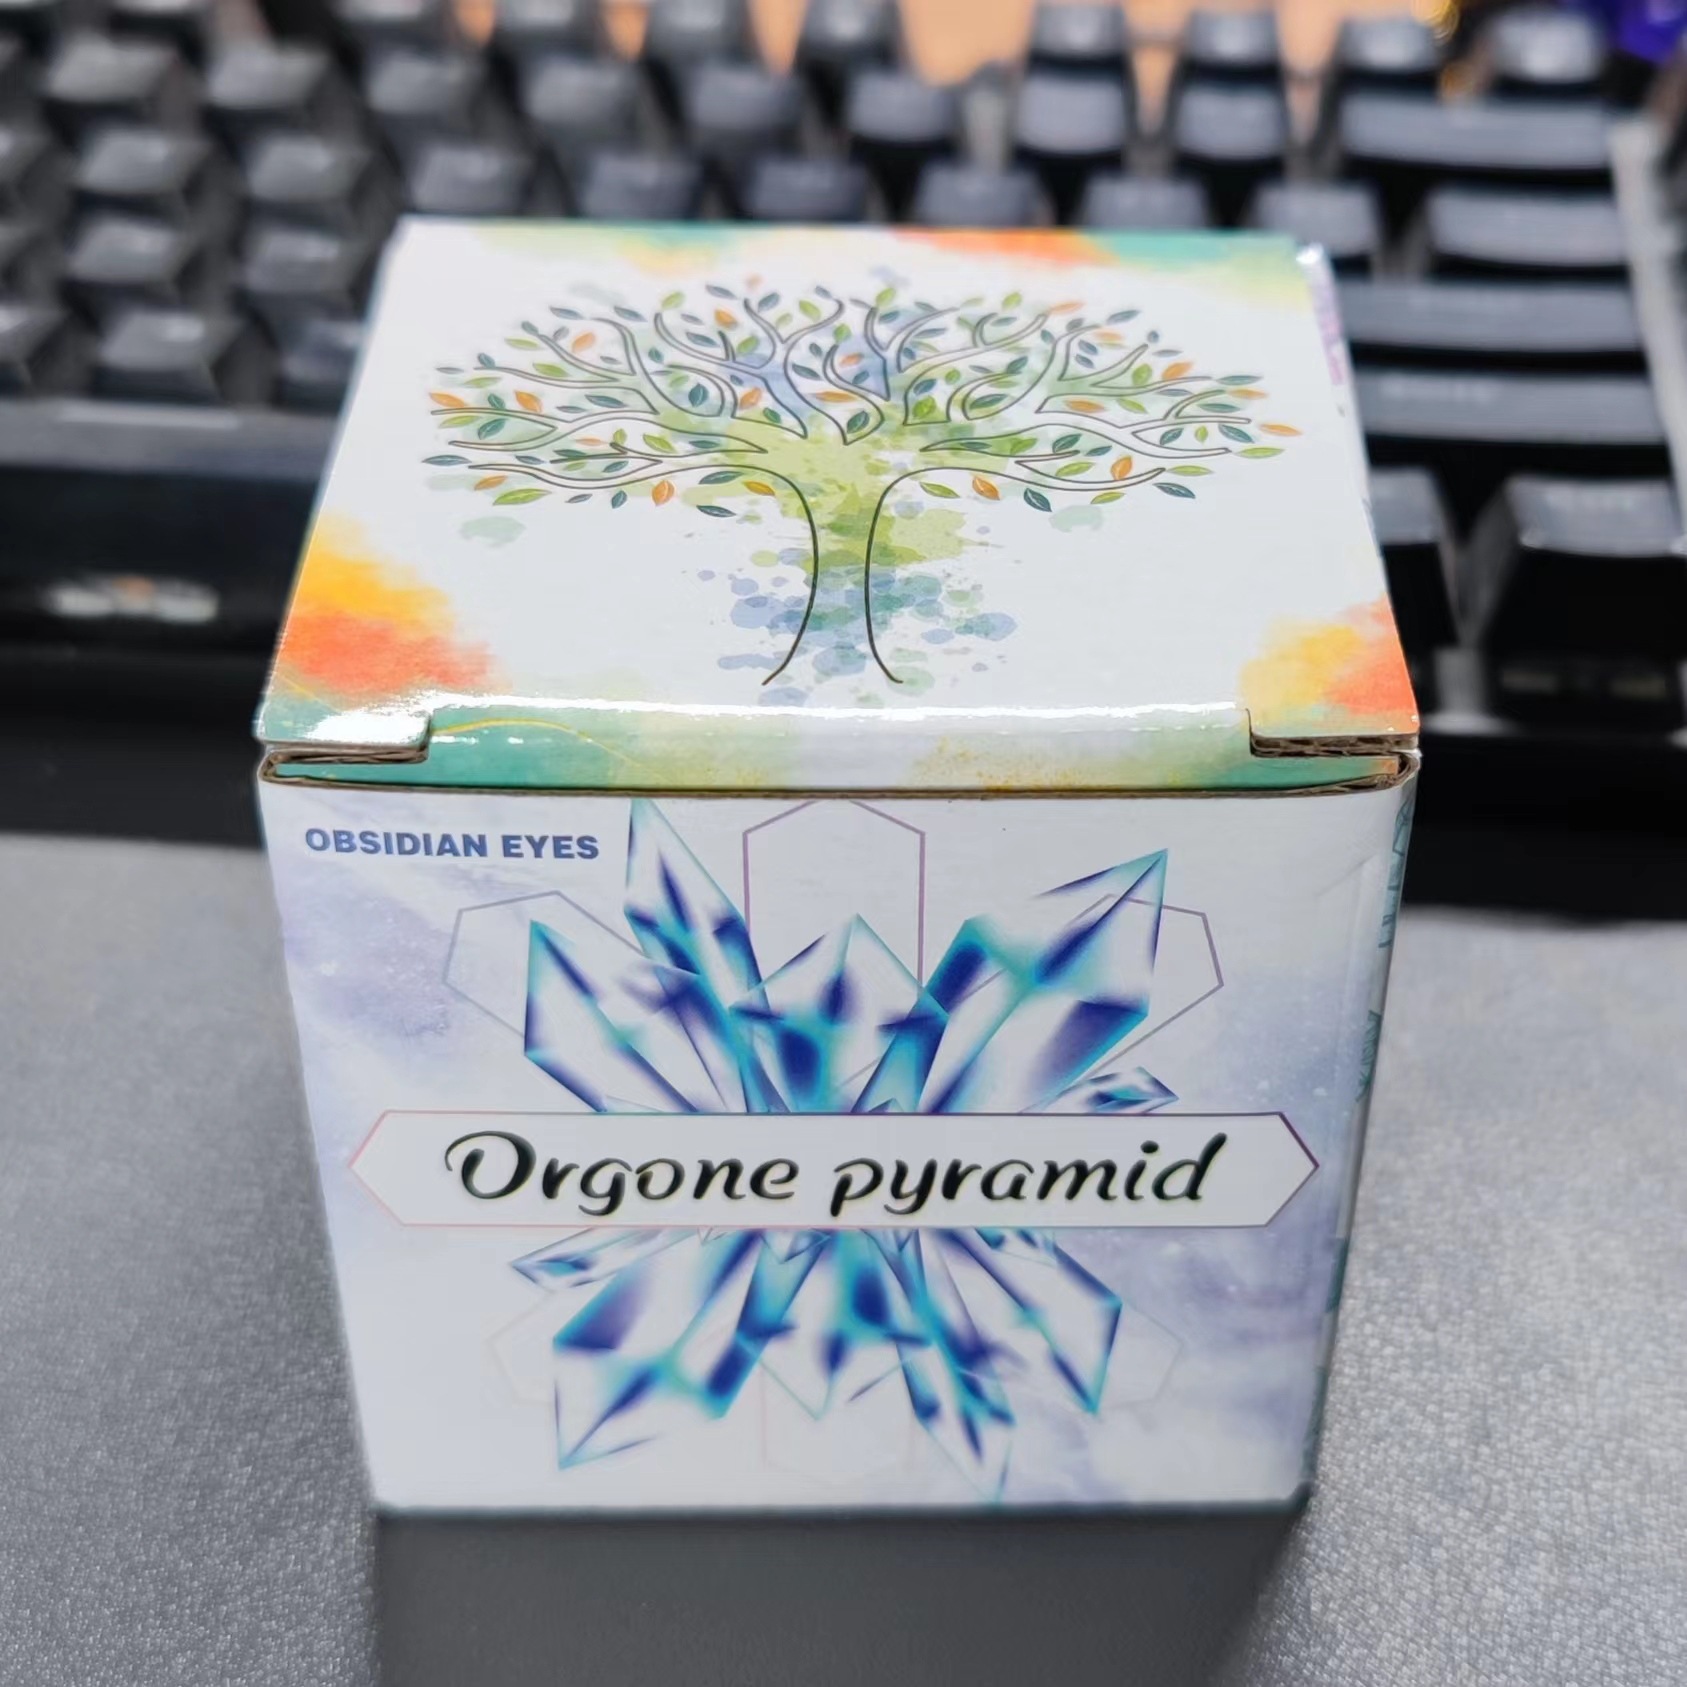 OBSIDIAN EYES
Orgone pyramid